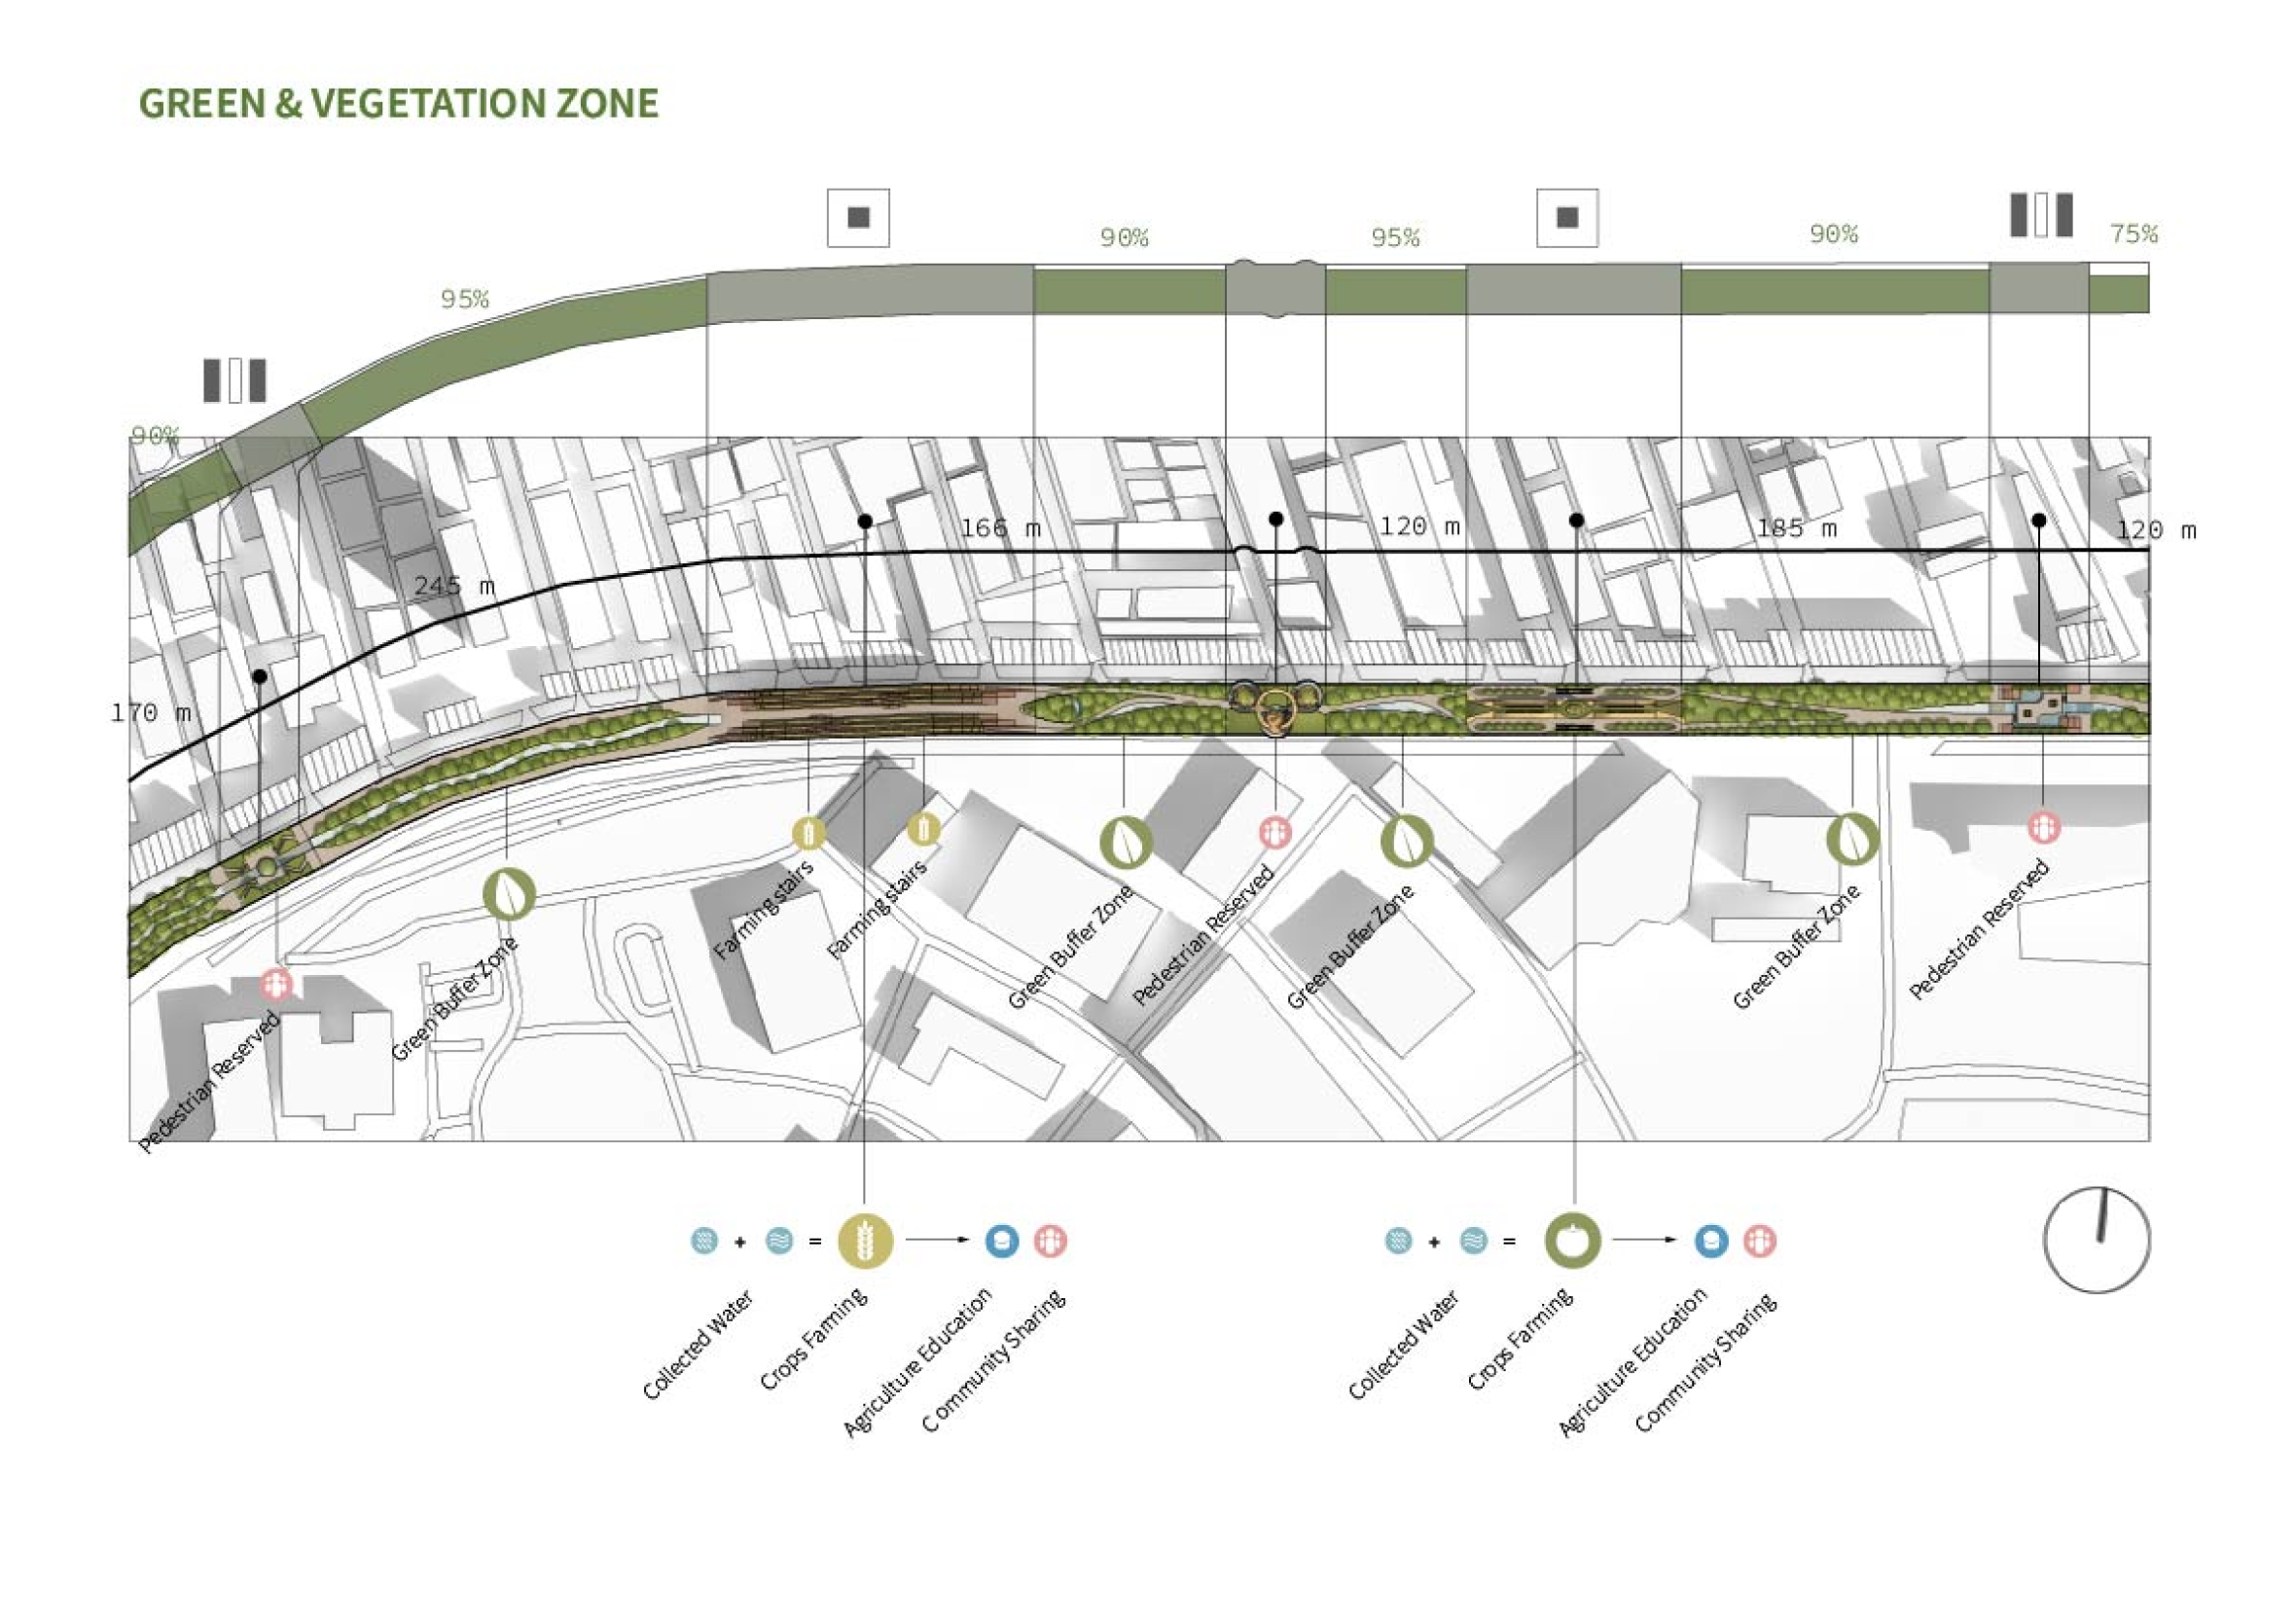 GREEN & VEGETATION ZONE
90%
95%
90%
95%
90%
75%
170 m
245 m
166 m
120 m
185 m
120 m
Pedestrian Reserved
Green Buffer Zone
Farming stairs
Farming stairs
Green Buffer Zone
Pedestrian Reserved
Green Buffer Zone
Green Buffer Zone
Pedestrian Reserved
+ =
Collected Water
Crops Farming
Agriculture Education
Community Sharing
+ =
Collected Water
Crops Farming
Agriculture Education
Community Sharing